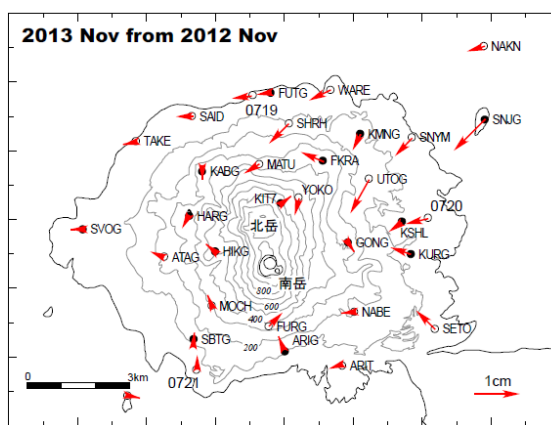 2013 Nov from 2012 Nov
NAKN
FUTG
WARE
0719
SAID
SHRH
SNJG
KMNG
SNYM
TAKE
FKRA
MATU
KABG
UTOG
YOKO
KIT7
0720
HARG
北岳
SVOG
KSHL
GONG
HIKG
KURG
ATAG
南岳
800
MOCH
600
NABE
400
FURG
SETO
SBTG
ARIG
200
ARIT
0721
0
3km
1cm